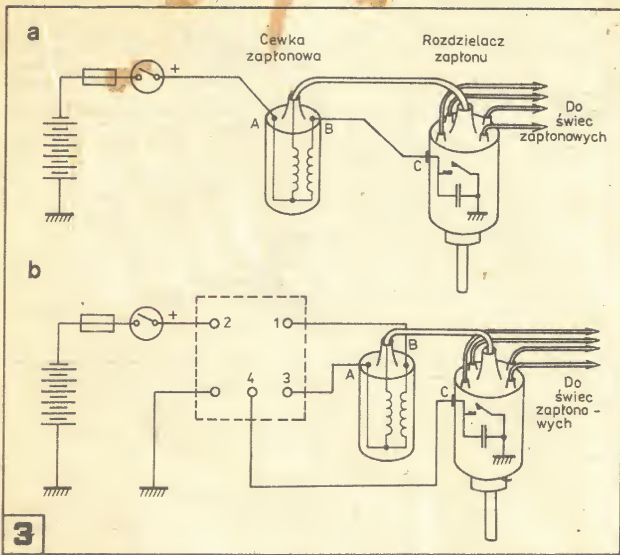 a
Cewka
zapłonowa
Rozdzielacz
zapłonu
+
A
B
C
Do
świec
zapłonowych
b
+
2
1
4
3
A
B
C
Do
świec
zapłono-
wych
3